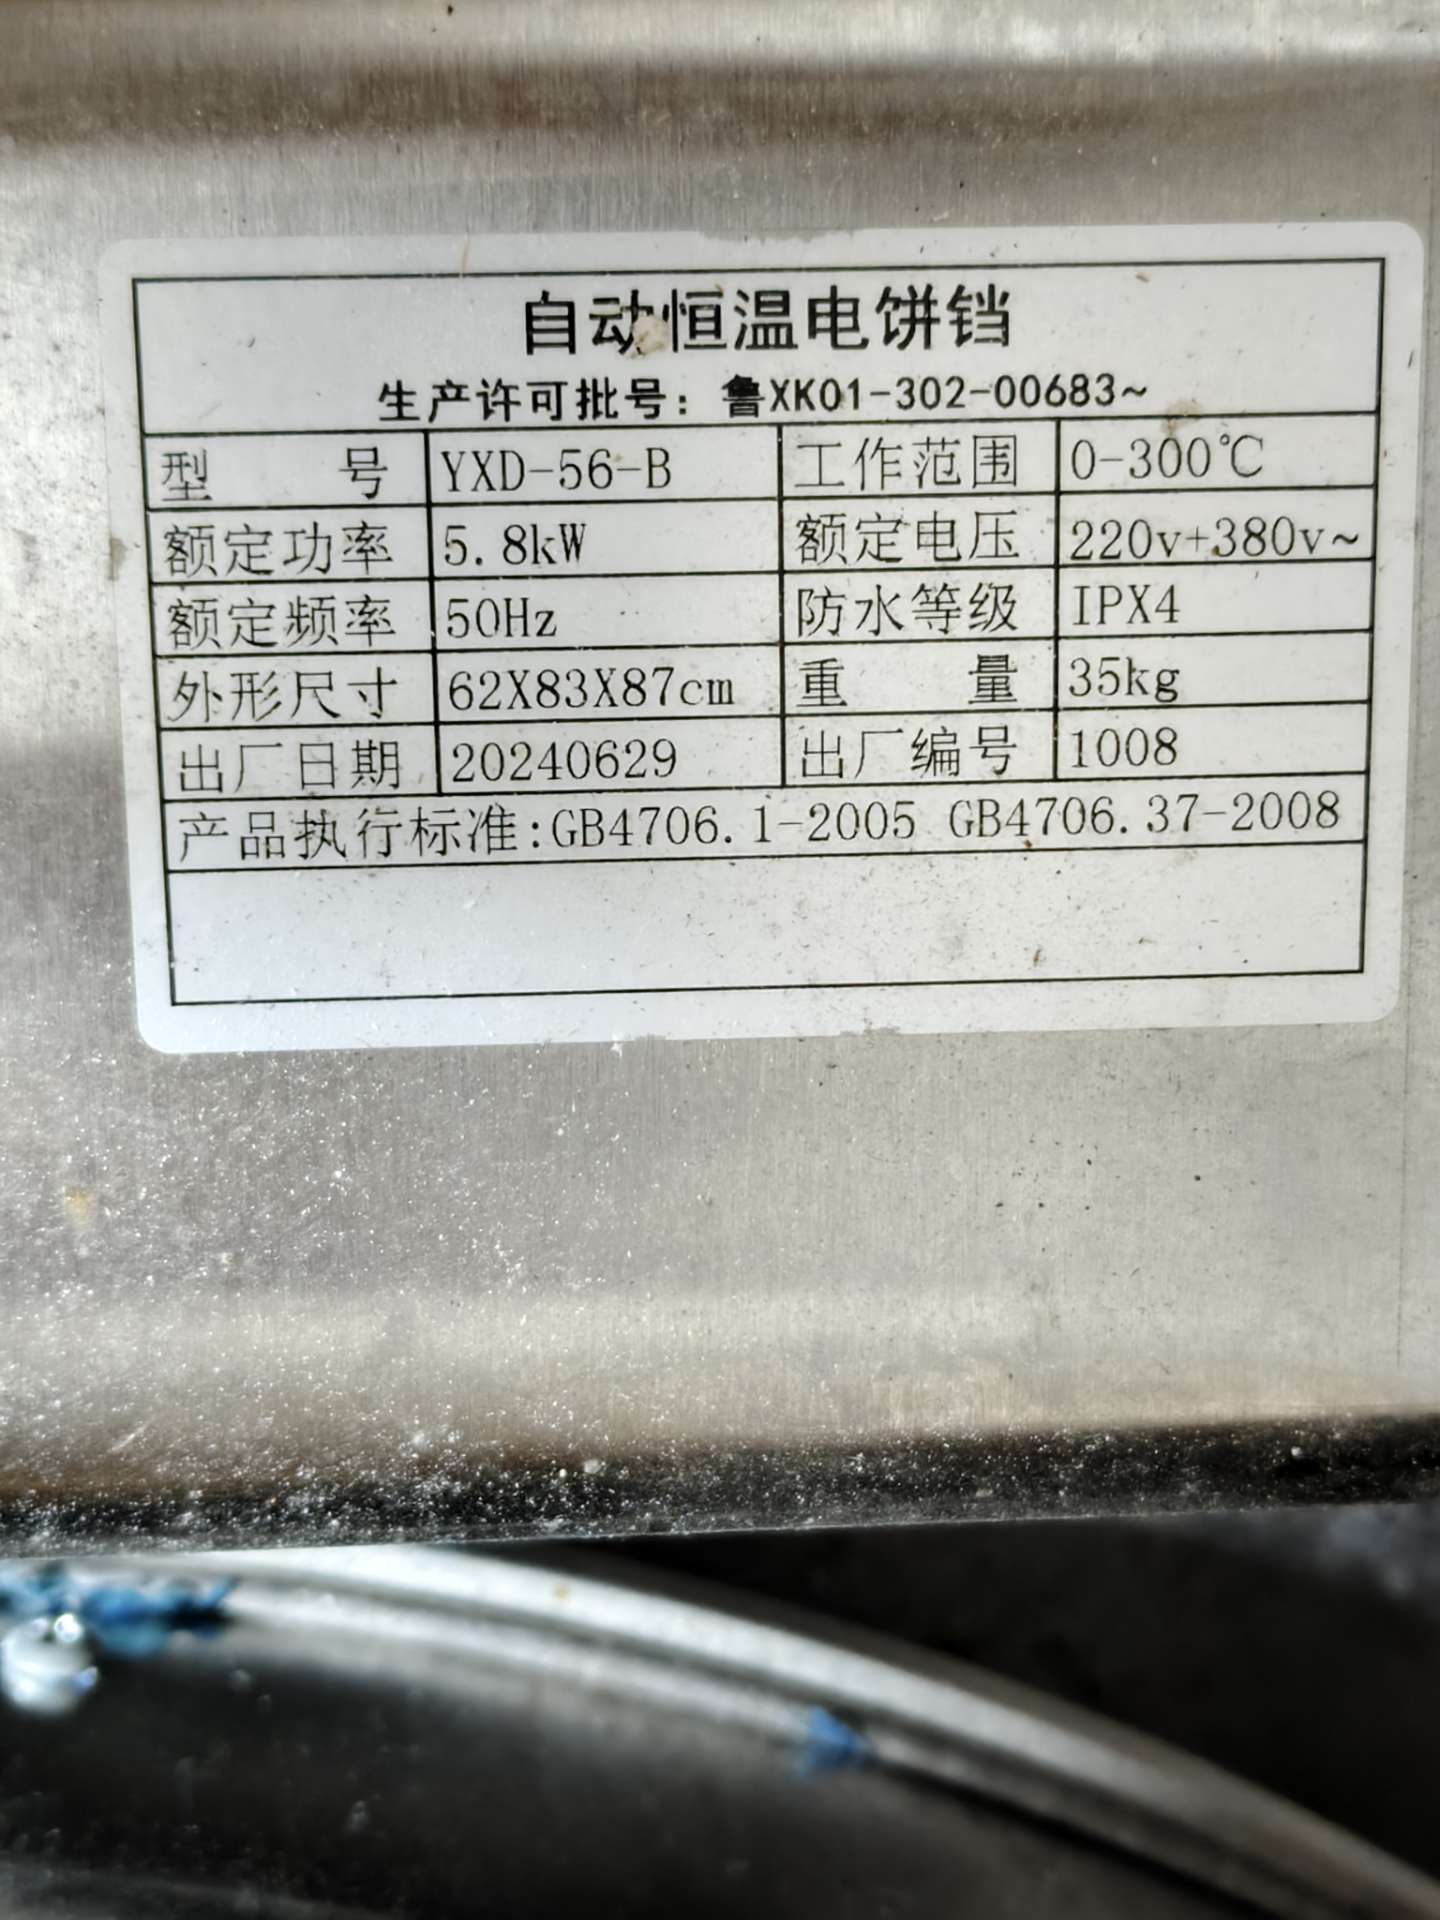 自动恒温电饼铛
生产许可批号：鲁XK01-302-00683~
型 号 YXD-56-B 工作范围 0-300℃
额定功率 5.8kW 额定电压 220v+380v~
额定频率 50Hz 防水等级 IPX4
外形尺寸 62X83X87cm 重 量 35kg
出厂日期 20240629 出厂编号 1008
产品执行标准:GB4706.1-2005 GB4706.37-2008